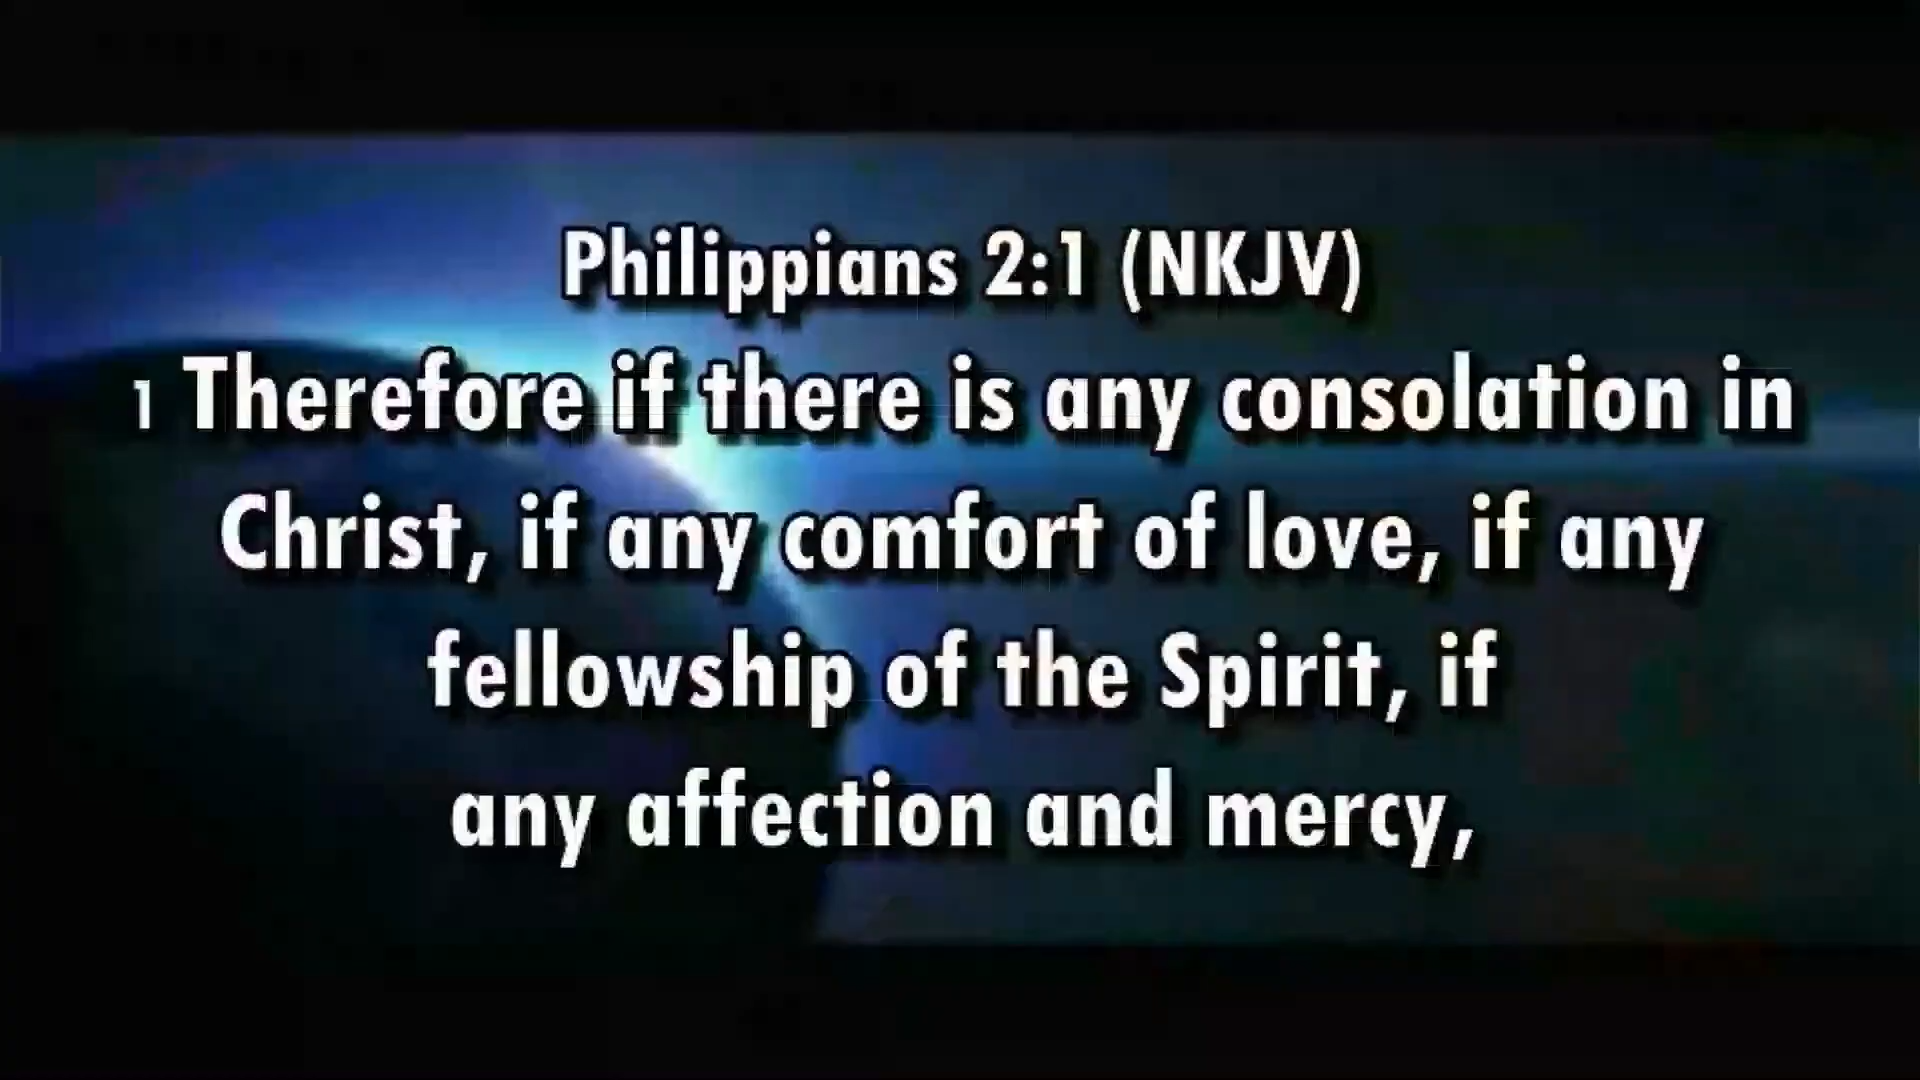 Philippians 2:1 (NKJV)
1 Therefore if there is any consolation in
Christ, if any comfort of love, if any
fellowship of the Spirit, if
any affection and mercy,